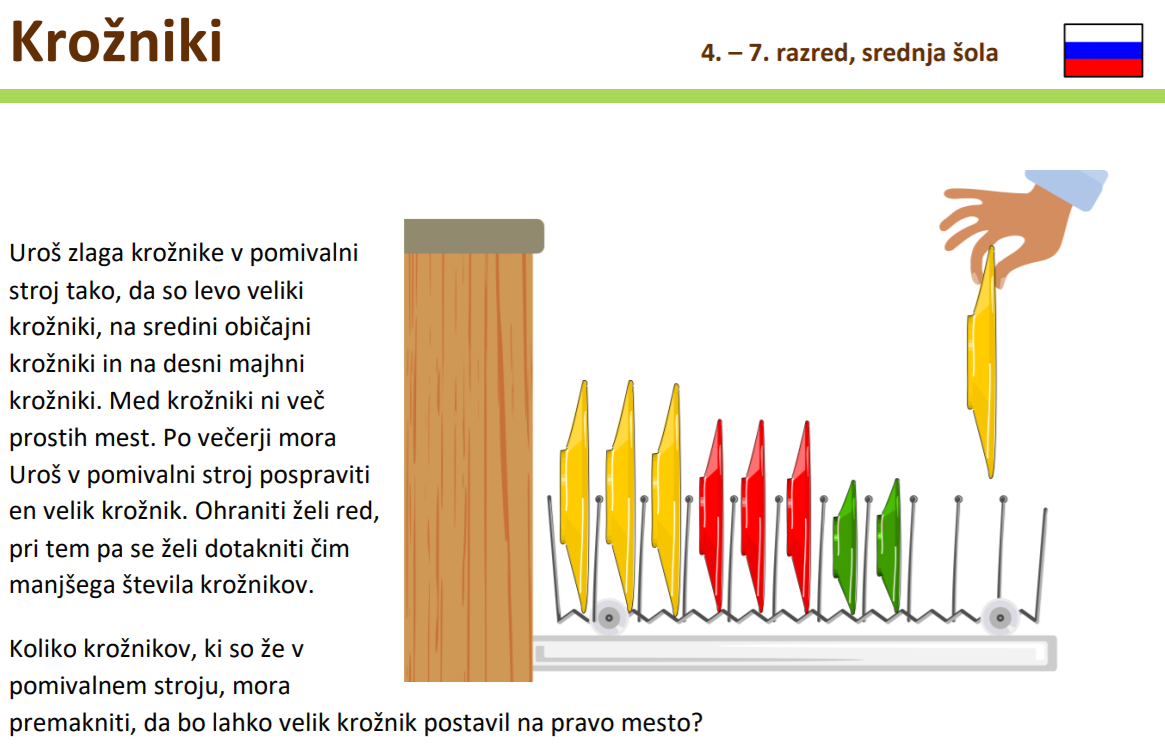 Krožniki
4. – 7. razred, srednja šola
Uroš zlaga krožnike v pomivalni
stroj tako, da so levo veliki
krožniki, na sredini običajni
krožniki in na desni majhni
krožniki. Med krožniki ni več
prostih mest. Po večerji mora
Uroš v pomivalni stroj pospraviti
en velik krožnik. Ohraniti želi red,
pri tem pa se želi dotakniti čim
manjšega števila krožnikov.
Koliko krožnikov, ki so že v
pomivalnem stroju, mora
premakniti, da bo lahko velik krožnik postavil na pravo mesto?